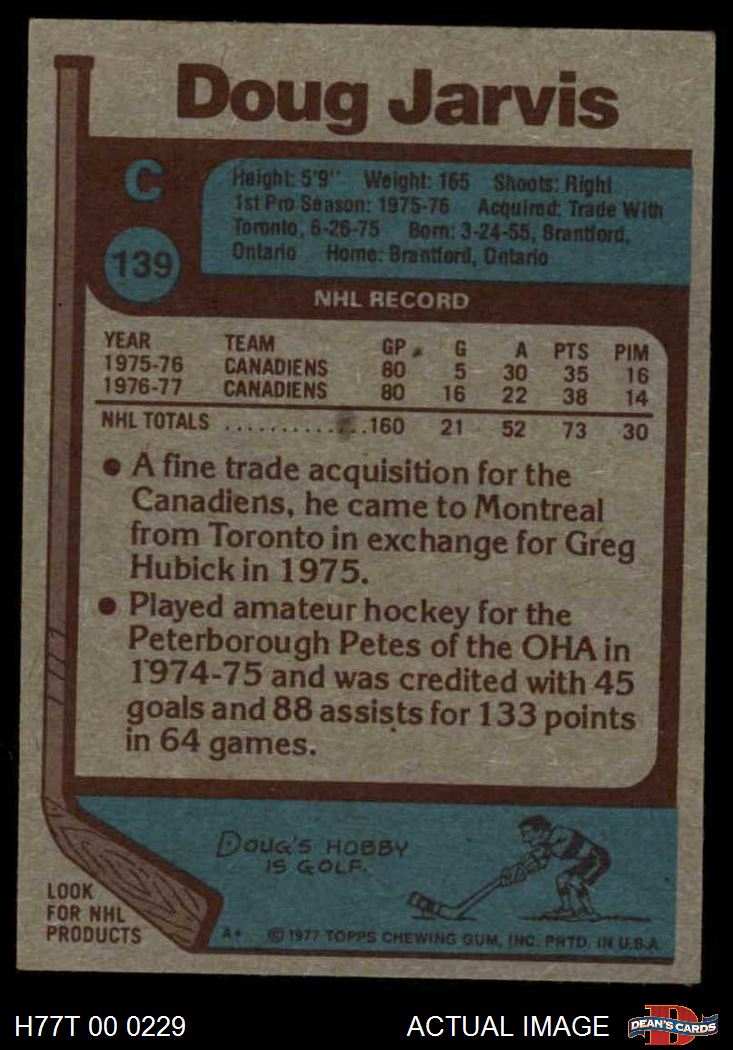 Doug Jarvis
C
139
Height: 5'9" Weight: 165 Shoots: Right
1st Pro Season: 1975-76 Acquired: Trade With
Toronto, 6-26-75 Born: 3-24-55, Brantford,
Ontario Home: Brantford, Ontario
NHL RECORD
YEAR TEAM GP G A PTS PIM
1975-76 CANADIENS 80 5 30 35 16
1976-77 CANADIENS 80 16 22 38 14
NHL TOTALS ............160 21 52 73 30
● A fine trade acquisition for the
Canadiens, he came to Montreal
from Toronto in exchange for Greg
Hubick in 1975.
● Played amateur hockey for the
Peterborough Petes of the OHA in
1974-75 and was credited with 45
goals and 88 assists for 133 points
in 64 games.
DOUG'S HOBBY
IS GOLF.
LOOK
FOR NHL
PRODUCTS
A* © 1977 TOPPS CHEWING GUM, INC. PRTD. IN U.S.A.
H77T 00 0229 ACTUAL IMAGE DEAN'S CARDS